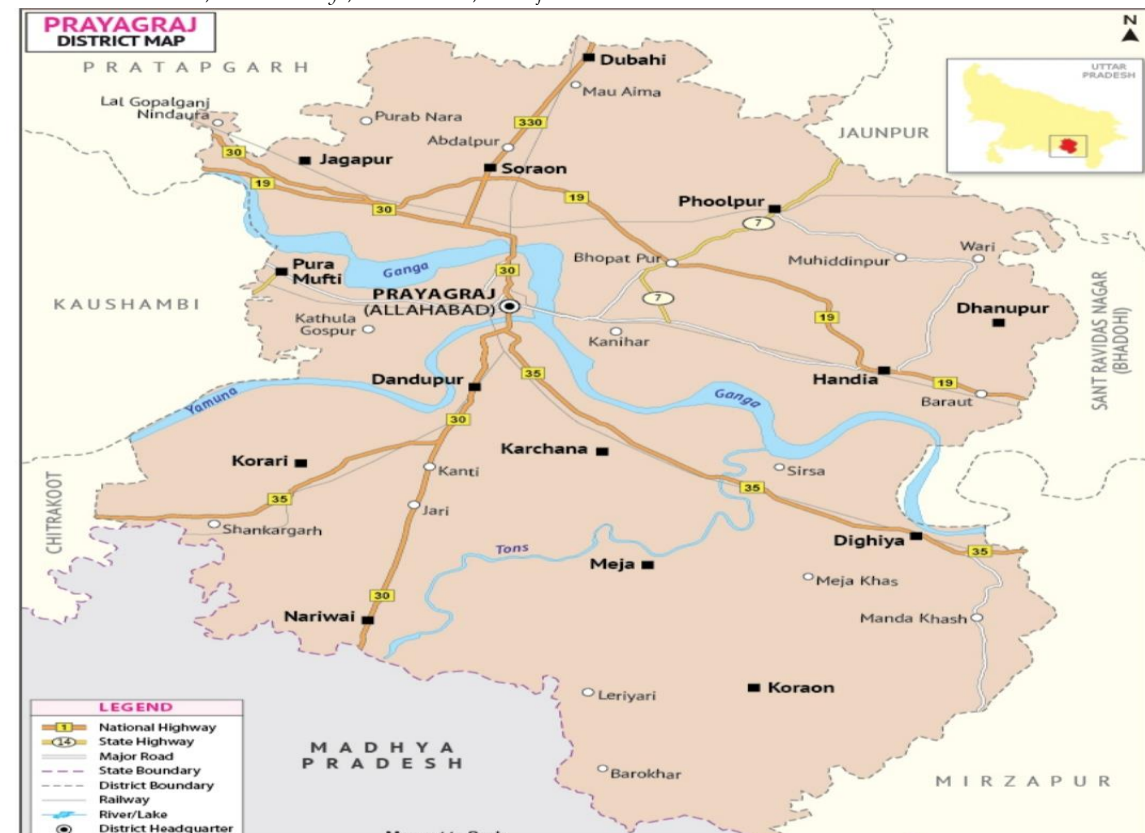 PRAYAGRAJ
DISTRICT MAP
N
UTTAR
PRADESH
PRATAPGARH
Dubahi
Mau Aima
Lal Gopalganj
Nindaura
Purab Nara
330
Abdalpur
JAUNPUR
30
Jagapur
Soraon
19
30
19
Phoolpur
7
Ganga
30
Bhopat Pur
Muhiddinpur
Wari
Pura
Mufti
KAUSHAMBI
PRAYAGRAJ
(ALLAHABAD)
7
Dhanupur
SANT RAVIDAS NAGAR
(BHADOHI)
Kathula
Gospur
Kanihar
19
Dandupur
35
Handia
19
Baraut
Yamuna
Ganga
30
Korari
Karchana
Kanti
Sirsa
35
35
CHITRAKOOT
Shankargarh
Jari
Tons
Dighiya
35
Meja
Meja Khas
30
Nariwai
Manda Khash
Koraon
Leriyari
MADHYA
PRADESH
Barokhar
MIRZAPUR
LEGEND
1 National Highway
14 State Highway
Major Road
State Boundary
District Boundary
Railway
River/Lake
District Headquarter